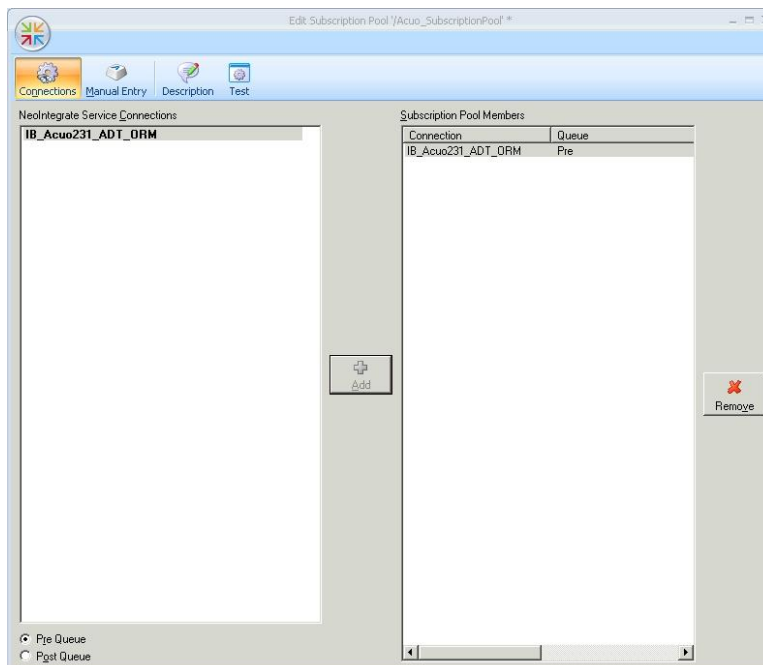 Edit Subscription Pool '/Acuo_SubscriptionPool' *
Connections Manual Entry Description Test
NeoIntegrate Service Connections
IB_Acuo231_ADT_ORM
Subscription Pool Members
Connection Queue
IB_Acuo231_ADT_ORM Pre
Add
Remove
Pre Queue
Post Queue